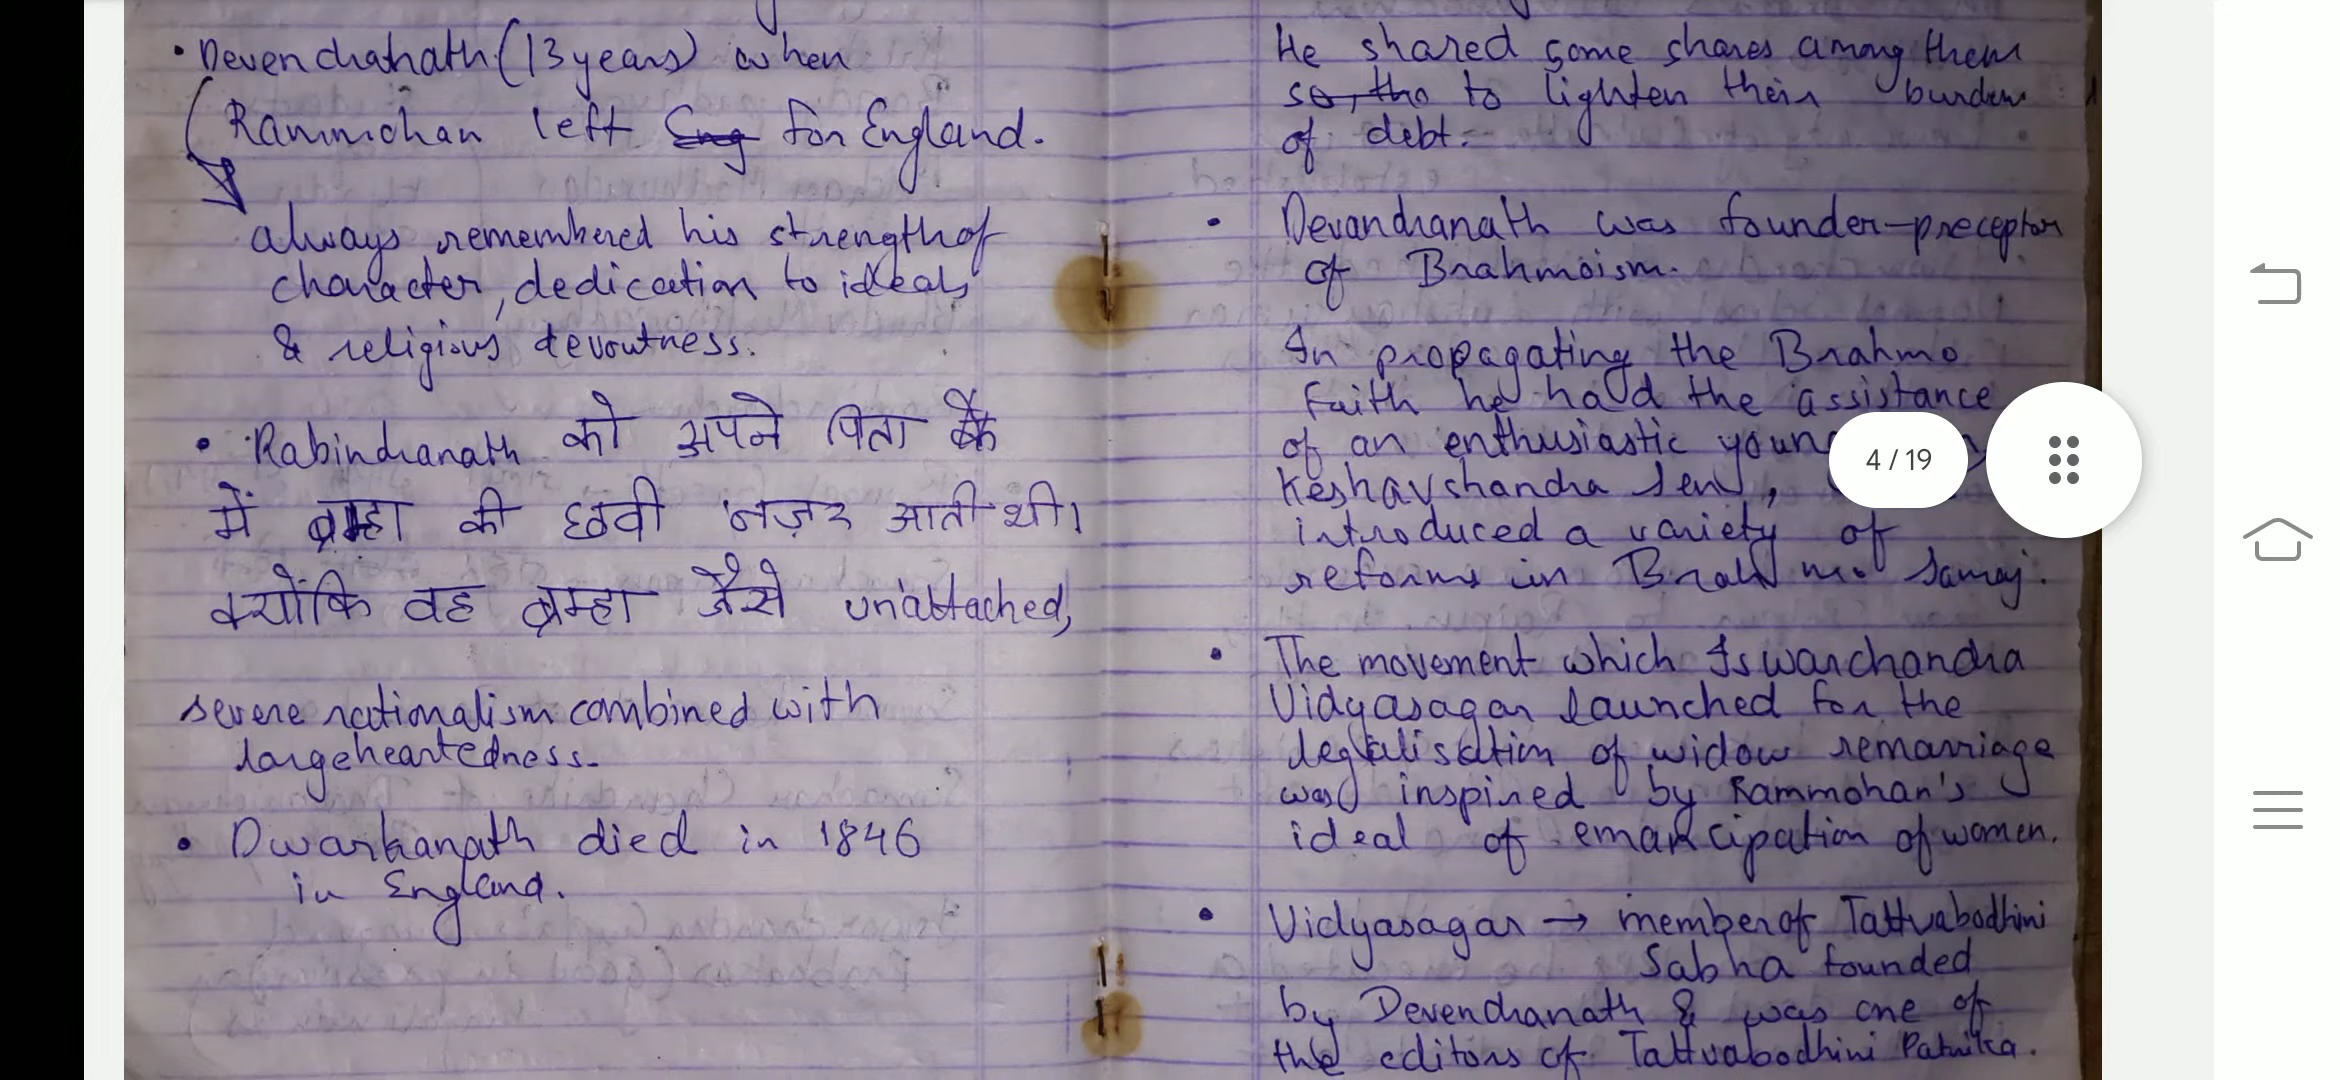 • Devendranath (13 years) when
Rammohan left for England.
always remembered his strength of
character, dedication to ideals
& religious devoutness.
• Rabindranath को अपने पिता के
में ब्रम्हा की छवी नज़र आती थी।
क्योंकि वह ब्रम्हा जैसे unattached,
severe rationalism combined with
largeheartedness.
• Dwarkanath died in 1846
in England.
He shared some shares among them
so, tho to lighten their burden
of debt.
• Devandranath was founder-preceptor
of Brahmoism.
In propagating the Brahmo
Faith he had the assistance
of an enthusiastic young
Keshavshandra Sen,
introduced a variety of
reforms in Brahmo Samaj.
• The movement which Iswarchandra
Vidyasagar launched for the
legalisation of widow remarriage
was inspired by Rammohan's
ideal of emancipation of women.
• Vidyasagar → member of Tattvabodhini
Sabha founded
by Devendranath & was one of
the editors of Tattvabodhini Patrika.
4 / 19